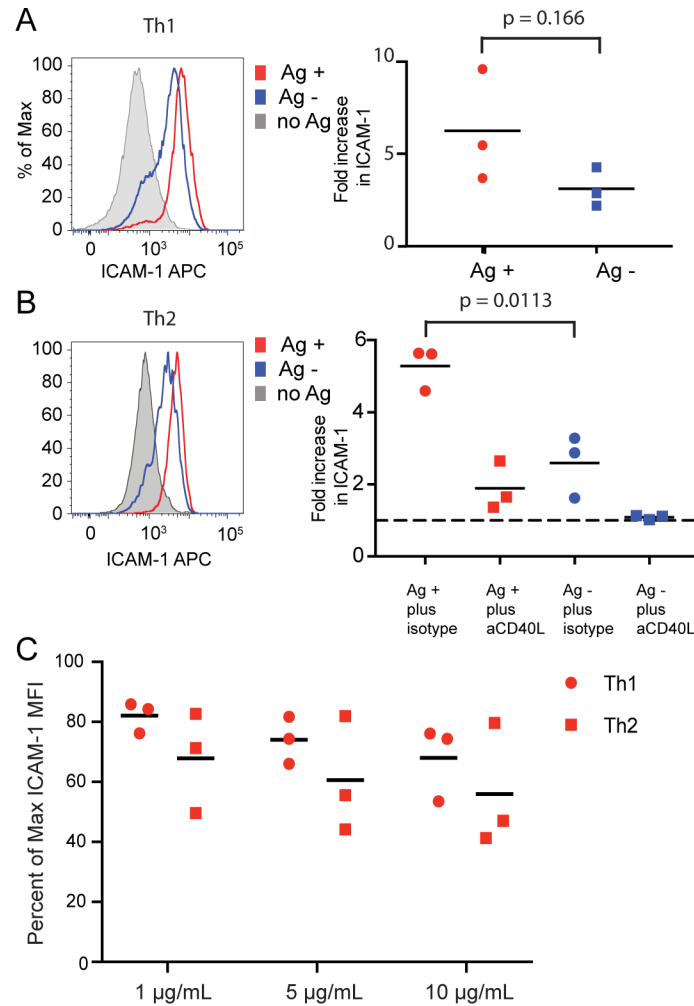 A
Th1
Ag +
Ag -
no Ag
% of Max
100
80
60
40
20
0
0 10³ 10⁵
ICAM-1 APC
p = 0.166
Fold increase
in ICAM-1
10
5
0
Ag + Ag -
B
Th2
Ag +
Ag -
no Ag
100
80
60
40
20
0
0 10³ 10⁵
ICAM-1 APC
p = 0.0113
Fold increase
in ICAM-1
6
4
2
0
Ag + Ag + Ag - Ag -
plus plus plus plus
isotype aCD40L isotype aCD40L
C
Percent of Max ICAM-1 MFI
100
80
60
40
20
0
Th1
Th2
1 µg/mL 5 µg/mL 10 µg/mL